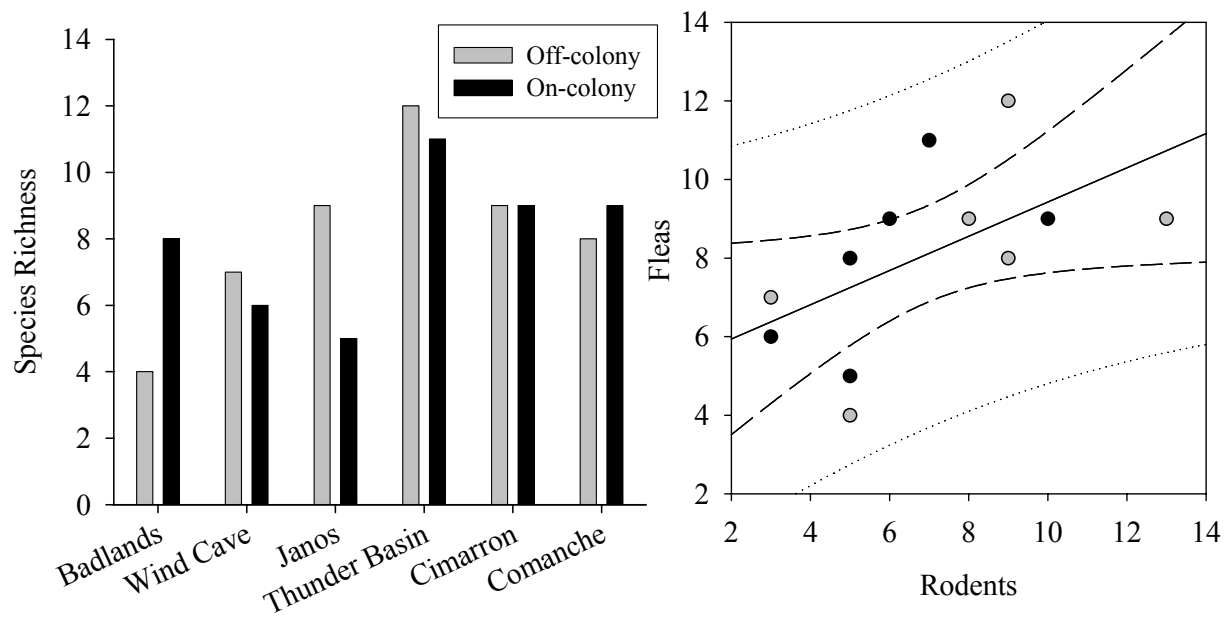 Species Richness
14
12
10
8
6
4
2
0
Off-colony
On-colony
Badlands
Wind Cave
Janos
Thunder Basin
Cimarron
Comanche
Fleas
14
12
10
8
6
4
2
2 4 6 8 10 12 14
Rodents